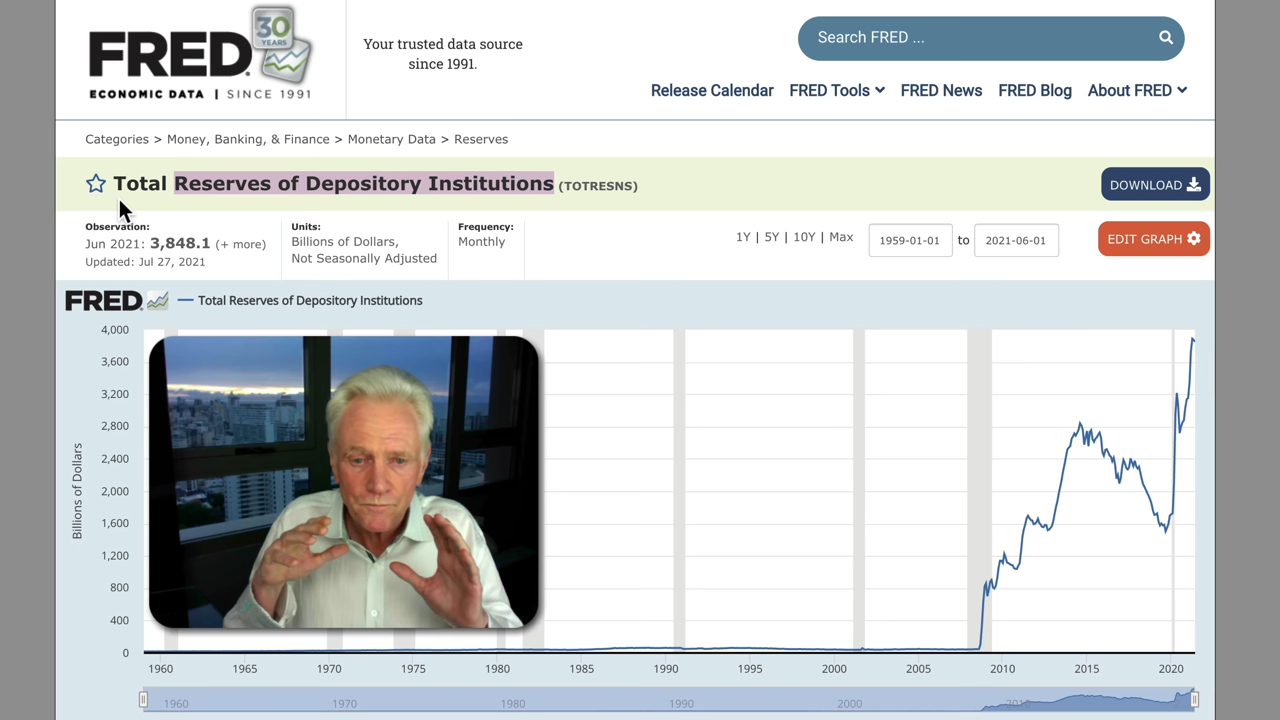 FRED
30 YEARS
ECONOMIC DATA | SINCE 1991
Your trusted data source
since 1991.
Search FRED ...
Release Calendar FRED Tools FRED News FRED Blog About FRED
Categories > Money, Banking, & Finance > Monetary Data > Reserves
Total Reserves of Depository Institutions (TOTRESNS)
DOWNLOAD
Observation:
Jun 2021: 3,848.1 (+ more)
Updated: Jul 27, 2021
Units:
Billions of Dollars,
Not Seasonally Adjusted
Frequency:
Monthly
1Y | 5Y | 10Y | Max
1959-01-01 to 2021-06-01
EDIT GRAPH
FRED
Total Reserves of Depository Institutions
Billions of Dollars
4,000
3,600
3,200
2,800
2,400
2,000
1,600
1,200
800
400
0
1960 1965 1970 1975 1980 1985 1990 1995 2000 2005 2010 2015 2020
1960 1970 1980 1990 2000